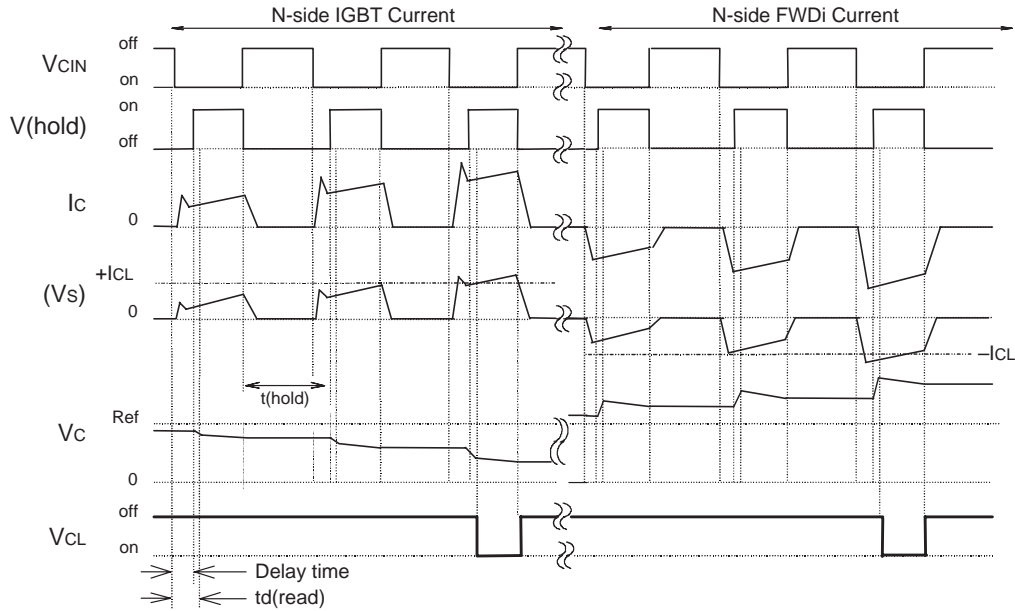 N-side IGBT Current
N-side FWDi Current
VCIN
off
on
V(hold)
on
off
IC
0
+ICL
(VS)
0
–ICL
t(hold)
Ref
VC
0
off
VCL
on
Delay time
td(read)